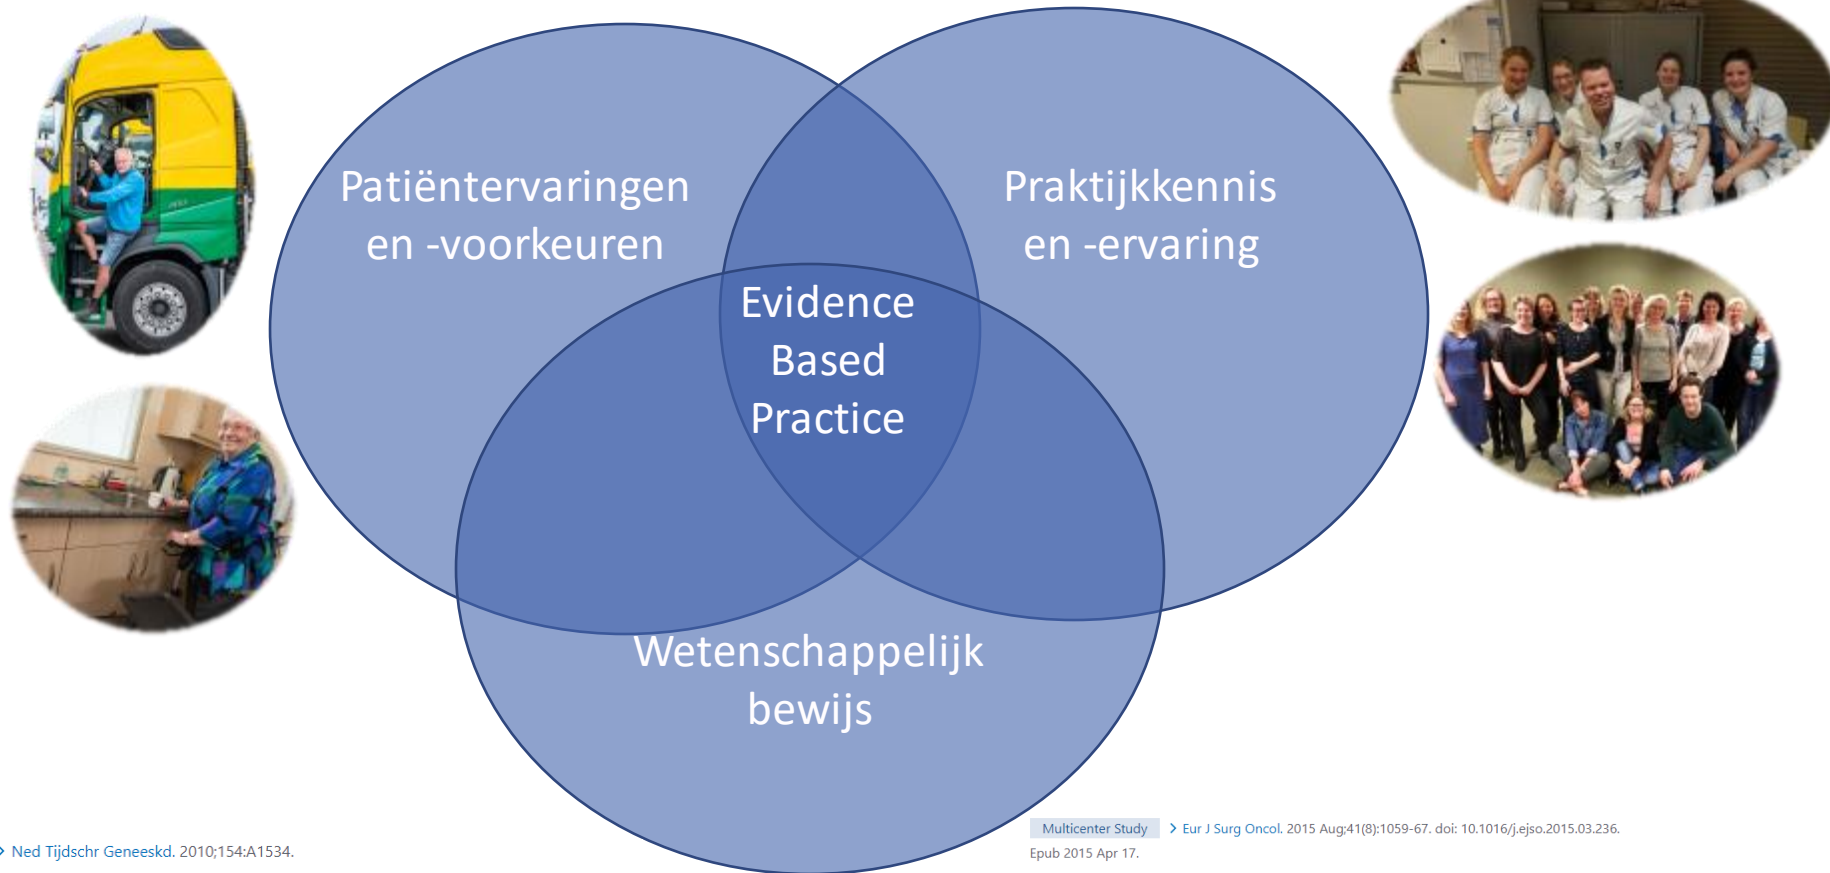 Patiëntervaringen
en -voorkeuren
Praktijkkennis
en -ervaring
Evidence
Based
Practice
Wetenschappelijk
bewijs
Multicenter Study > Eur J Surg Oncol. 2015 Aug;41(8):1059-67. doi: 10.1016/j.ejso.2015.03.236.
Epub 2015 Apr 17.
> Ned Tijdschr Geneeskd. 2010;154:A1534.